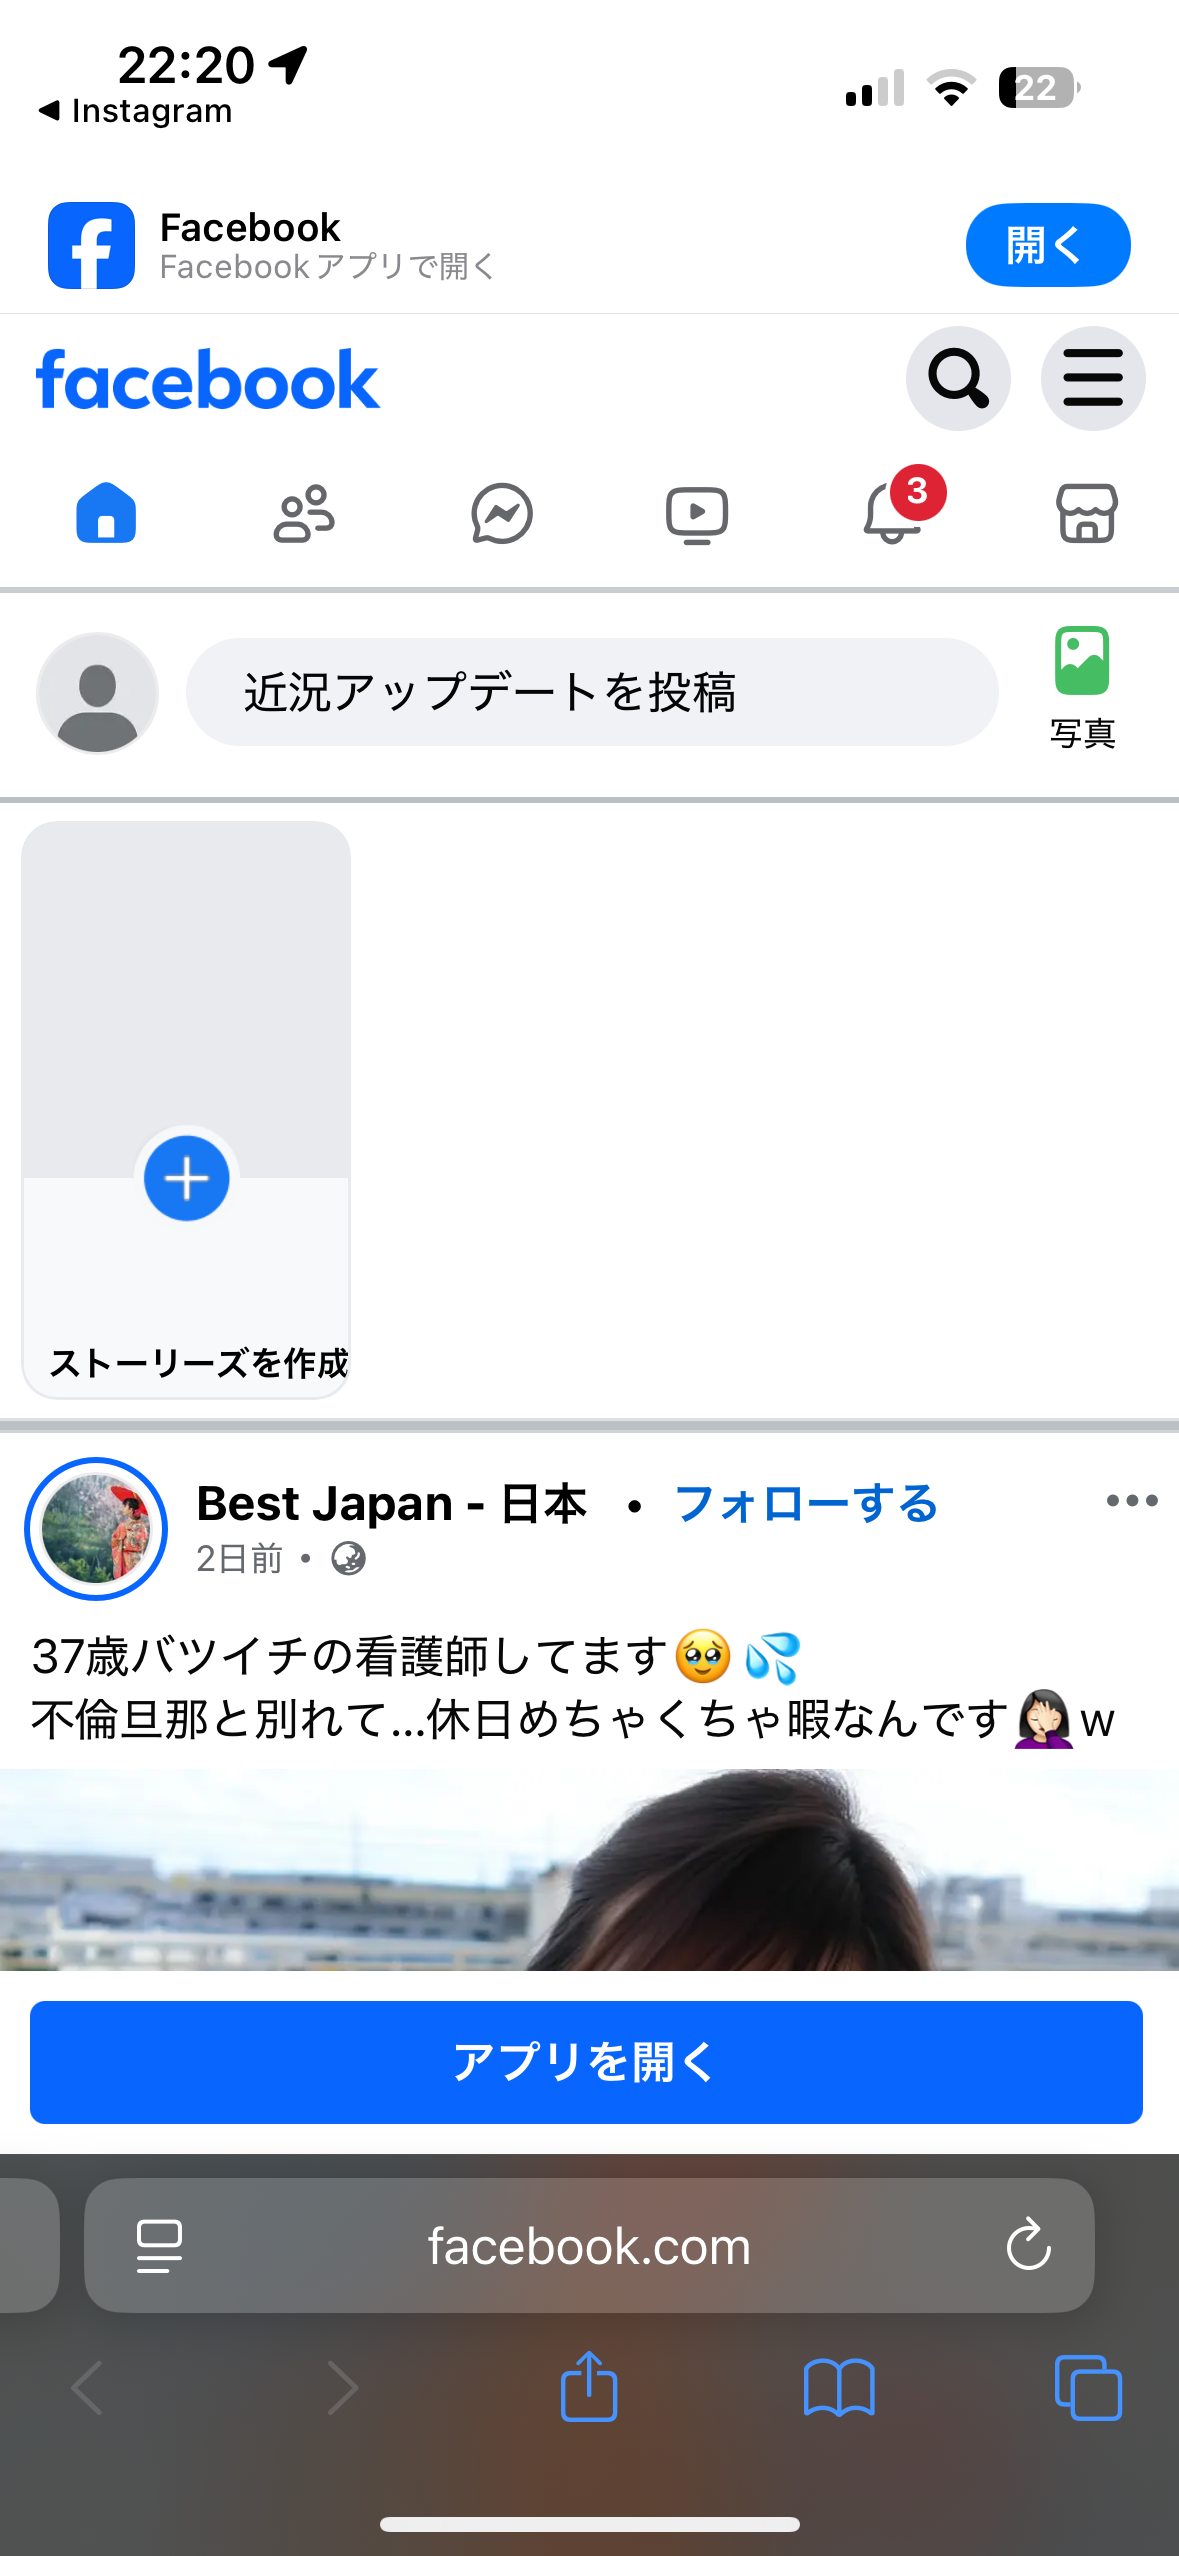 22:20
◀ Instagram
22
Facebook
Facebookアプリで開く
開く
facebook
3
近況アップデートを投稿
写真
ストーリーズを作成
Best Japan - 日本 • フォローする
2日前 •
37歳バツイチの看護師してます🥹💦
不倫旦那と別れて...休日めちゃくちゃ暇なんです🤦🏻‍♀️w
アプリを開く
facebook.com